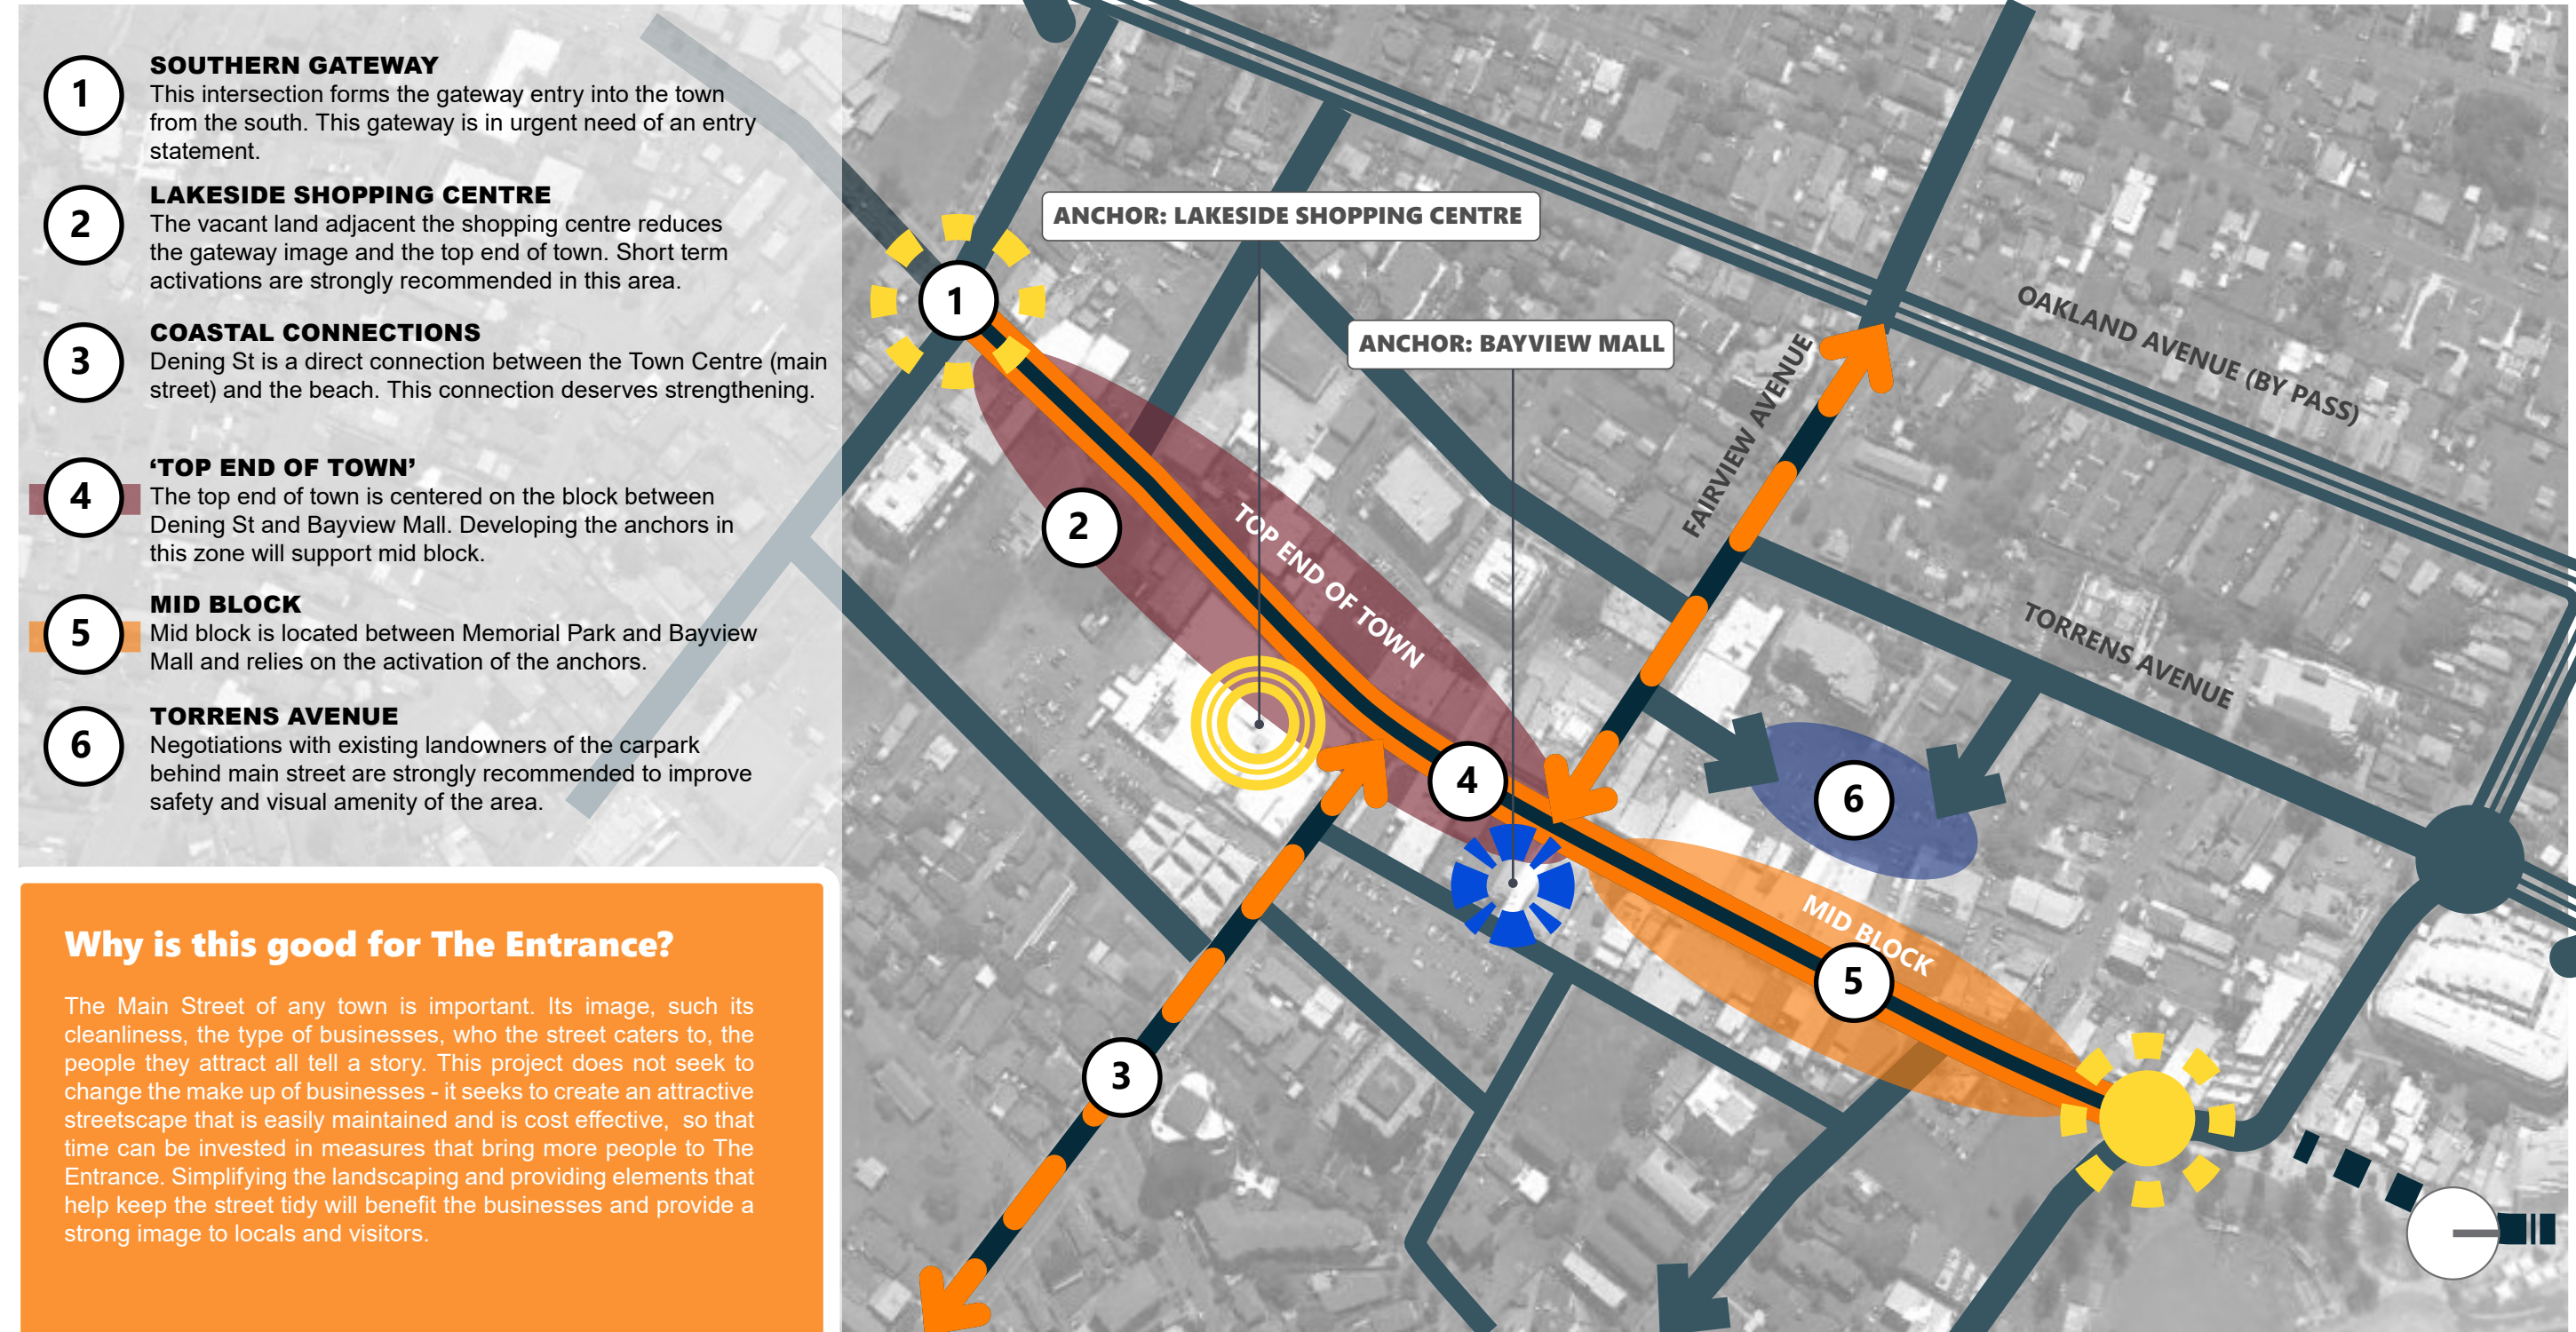 1
SOUTHERN GATEWAY
This intersection forms the gateway entry into the town
from the south. This gateway is in urgent need of an entry
statement.
2
LAKESIDE SHOPPING CENTRE
The vacant land adjacent the shopping centre reduces
the gateway image and the top end of town. Short term
activations are strongly recommended in this area.
3
COASTAL CONNECTIONS
Dening St is a direct connection between the Town Centre (main
street) and the beach. This connection deserves strengthening.
4
‘TOP END OF TOWN’
The top end of town is centered on the block between
Dening St and Bayview Mall. Developing the anchors in
this zone will support mid block.
5
MID BLOCK
Mid block is located between Memorial Park and Bayview
Mall and relies on the activation of the anchors.
6
TORRENS AVENUE
Negotiations with existing landowners of the carpark
behind main street are strongly recommended to improve
safety and visual amenity of the area.
Why is this good for The Entrance?
The Main Street of any town is important. Its image, such its
cleanliness, the type of businesses, who the street caters to, the
people they attract all tell a story. This project does not seek to
change the make up of businesses - it seeks to create an attractive
streetscape that is easily maintained and is cost effective, so that
time can be invested in measures that bring more people to The
Entrance. Simplifying the landscaping and providing elements that
help keep the street tidy will benefit the businesses and provide a
strong image to locals and visitors.
ANCHOR: LAKESIDE SHOPPING CENTRE
ANCHOR: BAYVIEW MALL
1
2
TOP END OF TOWN
FAIRVIEW AVENUE
OAKLAND AVENUE (BY PASS)
TORRENS AVENUE
4
6
MID BLOCK
5
3